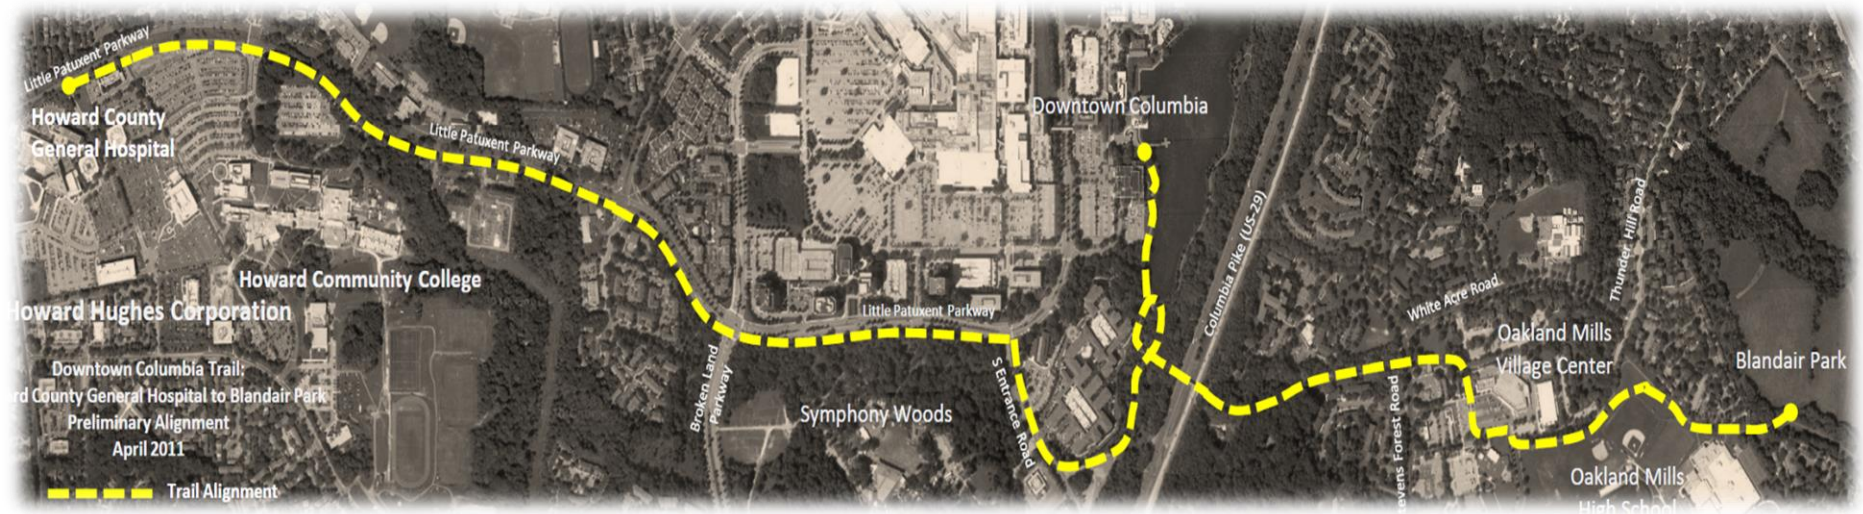 Little Patuxent Parkway
Howard County
General Hospital
Little Patuxent Parkway
Downtown Columbia
Columbia Pike (US-29)
Thunder Hill Road
White Acre Road
Howard Community College
Howard Hughes Corporation
Little Patuxent Parkway
Oakland Mills
Village Center
Blandair Park
Broken Land
Parkway
Symphony Woods
S Entrance Road
tevens Forest Road
Downtown Columbia Trail:
rd County General Hospital to Blandair Park
Preliminary Alignment
April 2011
Trail Alignment
Oakland Mills
High School